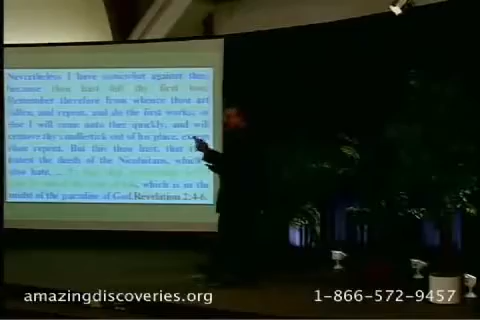 Nevertheless I have somewhat against thee,
because thou hast left thy first love.
Remember therefore from whence thou art
fallen, and repent, and do the first works; or
else I will come unto thee quickly, and will
remove thy candlestick out of his place,
thou repent. But this thou hast, that
hatest the deeds of the Nicolaitans, which
also hate. ...
, which is in the
midst of the paradise of God. Revelation 2:4-6.
amazingdiscoveries.org
1-866-572-9457